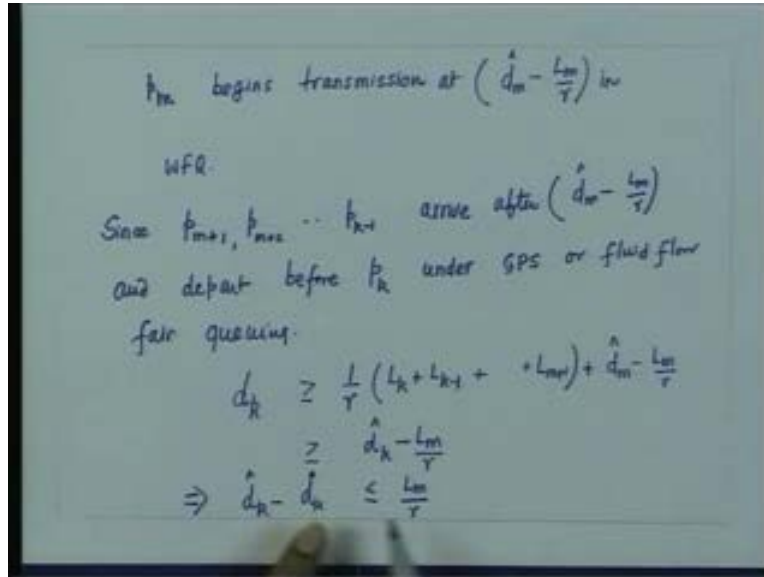 p_m begins transmission at ( d̂_m - L_m/r ) in
WFQ.
Since p_{m+1}, p_{m+2} .. p_{k-1} arrive after ( d̂_m - L_m/r )
and depart before p_k under GPS or fluid flow
fair queuing.
d_k ≥ 1/r ( L_k + L_{k-1} + + L_{m+1} ) + d̂_m - L_m/r
≥ d̂_k - L_m/r
⇒ d̂_k - d_k ≤ L_m/r